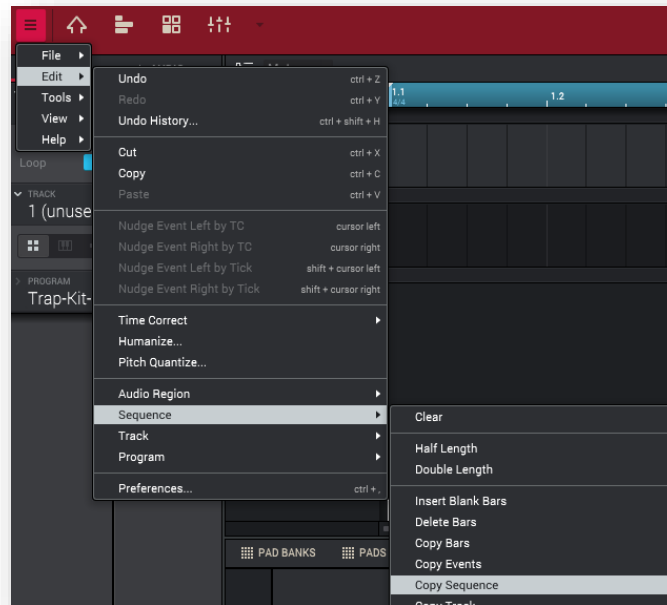 File
Edit
Tools
View
Help
Loop
TRACK
1 (unuse
PROGRAM
Trap-Kit-
Undo ctrl + Z
Redo ctrl + Y
Undo History... ctrl + shift + H
Cut ctrl + X
Copy ctrl + C
Paste ctrl + V
Nudge Event Left by TC cursor left
Nudge Event Right by TC cursor right
Nudge Event Left by Tick shift + cursor left
Nudge Event Right by Tick shift + cursor right
Time Correct
Humanize...
Pitch Quantize...
Audio Region
Sequence
Track
Program
Preferences... ctrl + ,
1.1
4/4
1.2
Clear
Half Length
Double Length
Insert Blank Bars
Delete Bars
Copy Bars
Copy Events
Copy Sequence
Copy Track
PAD BANKS
PADS